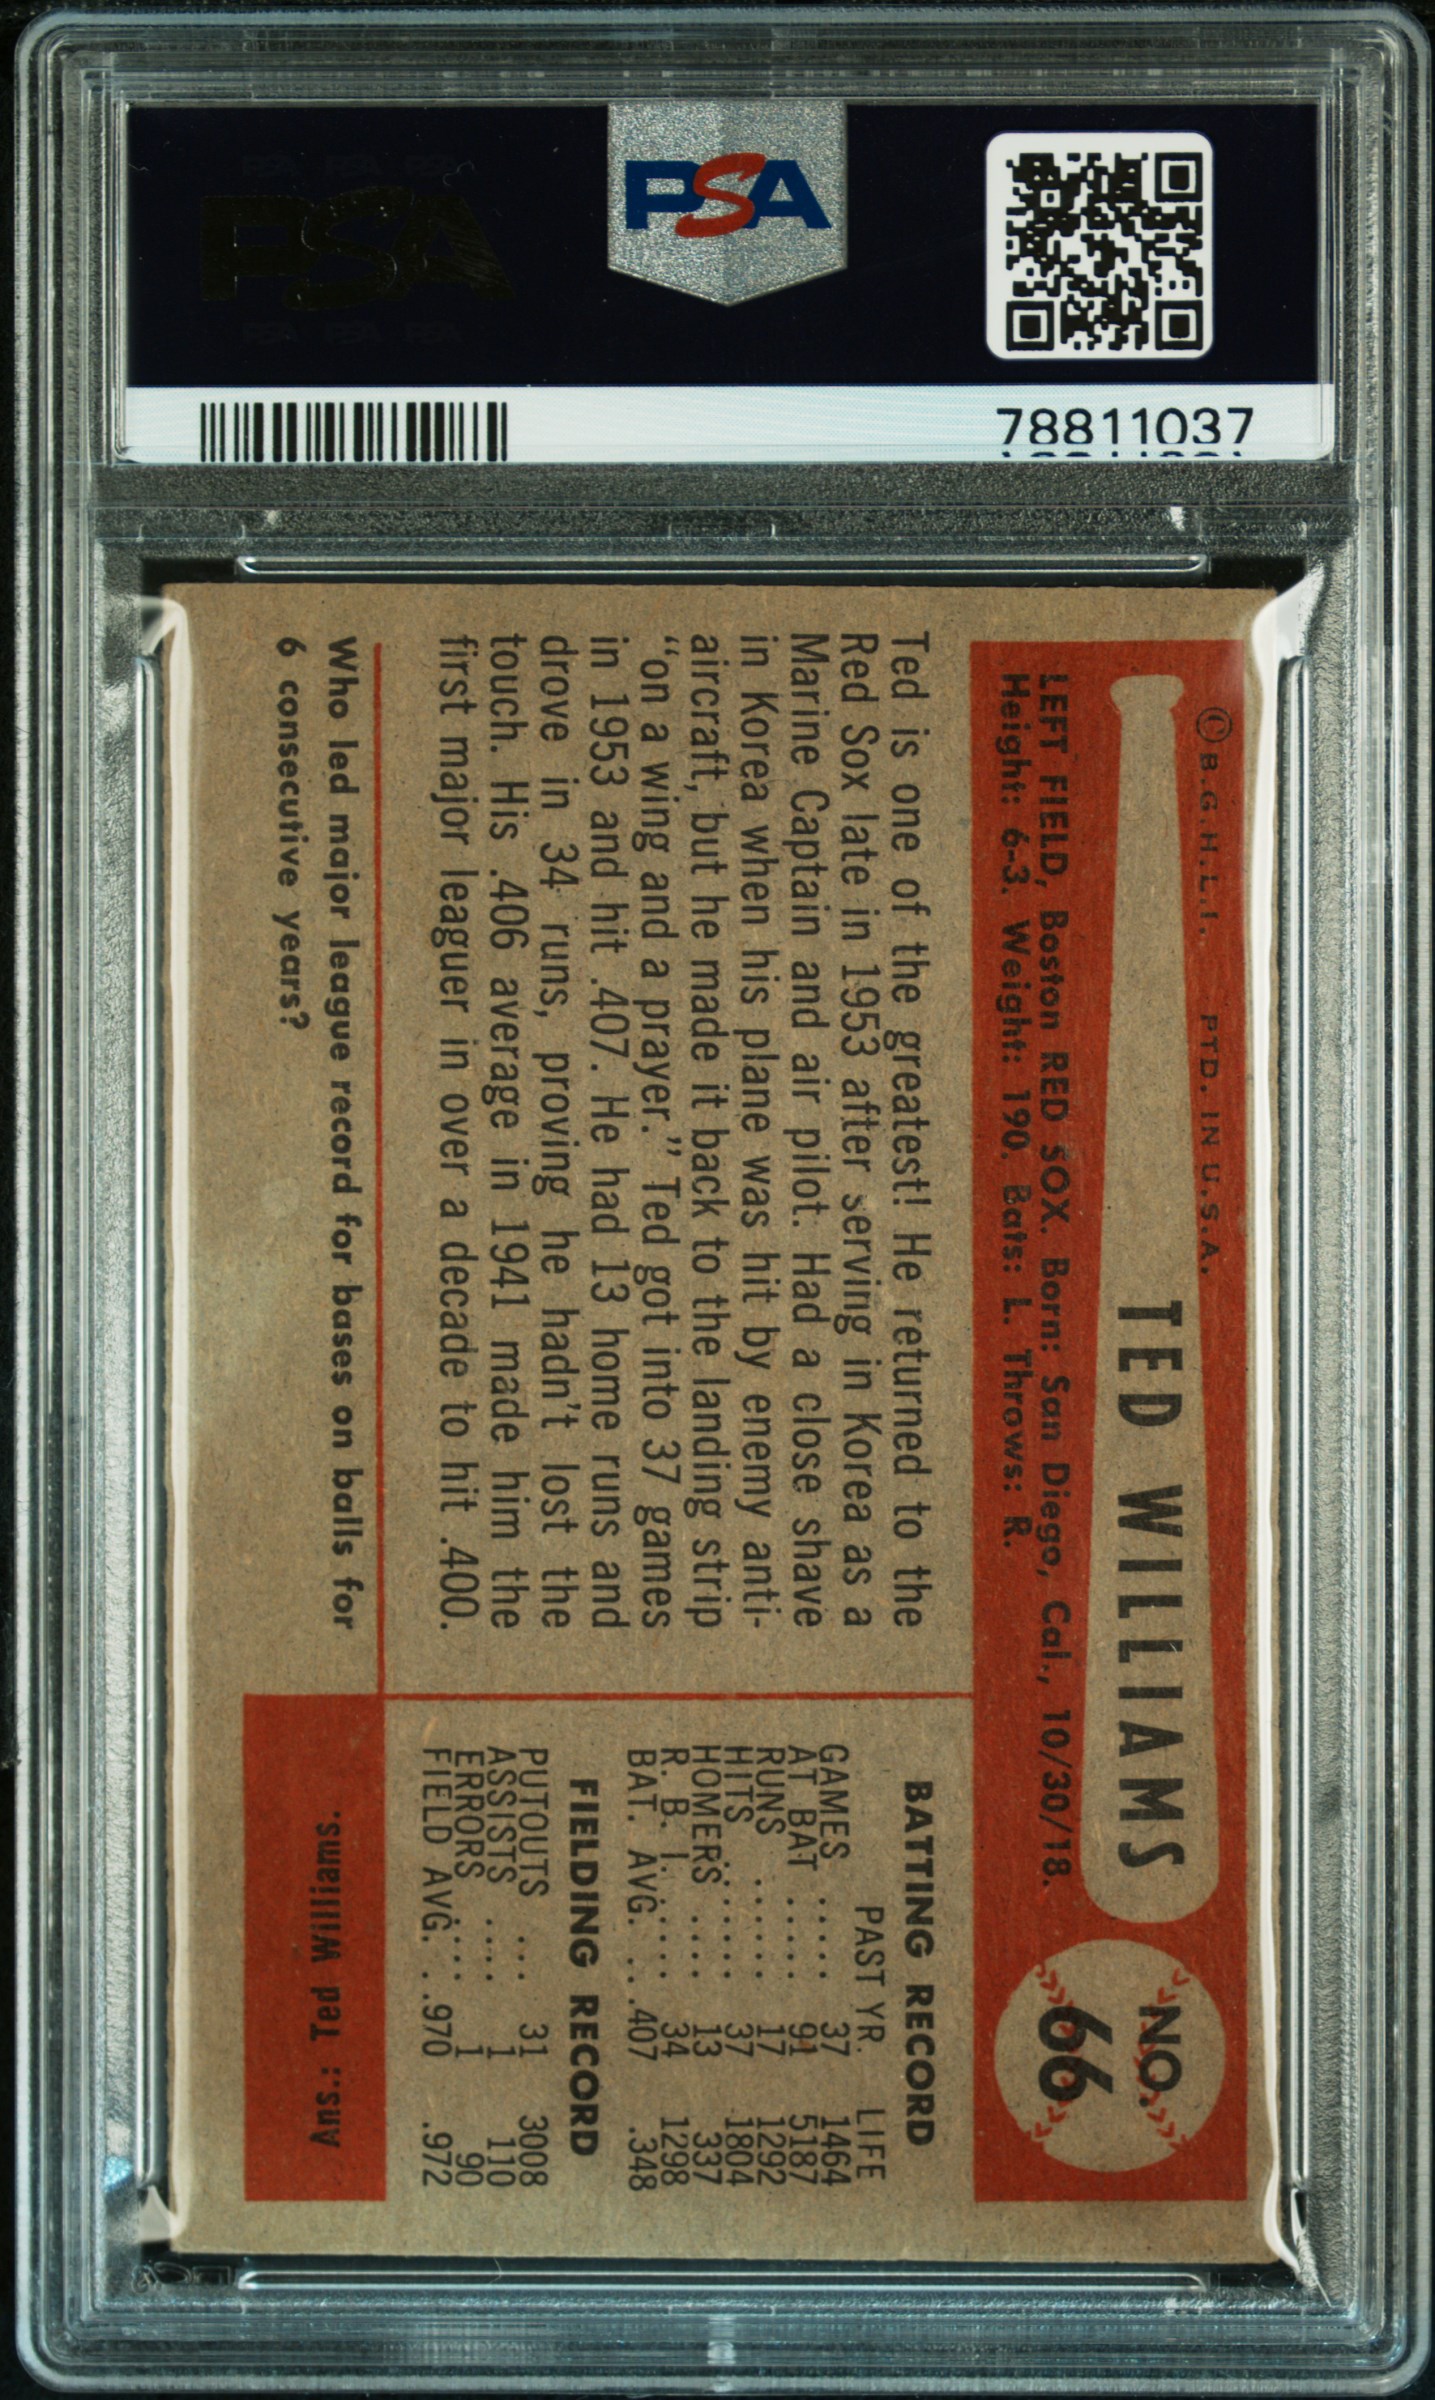 PSA
78811037
© B.G.H.L.I. PTD. IN U.S.A.
TED WILLIAMS
NO.
66
LEFT FIELD, Boston RED SOX. Born: San Diego, Cal., 10/30/18.
Height: 6-3. Weight: 190. Bats: L. Throws: R.
Ted is one of the greatest! He returned to the
Red Sox late in 1953 after serving in Korea as a
Marine Captain and air pilot. Had a close shave
in Korea when his plane was hit by enemy anti-
aircraft, but he made it back to the landing strip
“on a wing and a prayer.” Ted got into 37 games
in 1953 and hit .407. He had 13 home runs and
drove in 34 runs, proving he hadn't lost the
touch. His .406 average in 1941 made him the
first major leaguer in over a decade to hit .400.
BATTING RECORD
PAST YR. LIFE
GAMES ..... 37 1464
AT BAT ..... 91 5187
RUNS ...... 17 1292
HITS ...... 37 1804
HOMERS .... 13 337
R. B. I. ..... 34 1298
BAT. AVG. ...407 .348
FIELDING RECORD
PUTOUTS ... 31 3008
ASSISTS .... 1 110
ERRORS .... 1 90
FIELD AVG. ..970 .972
Who led major league record for bases on balls for
6 consecutive years?
Ans.: Ted Williams.